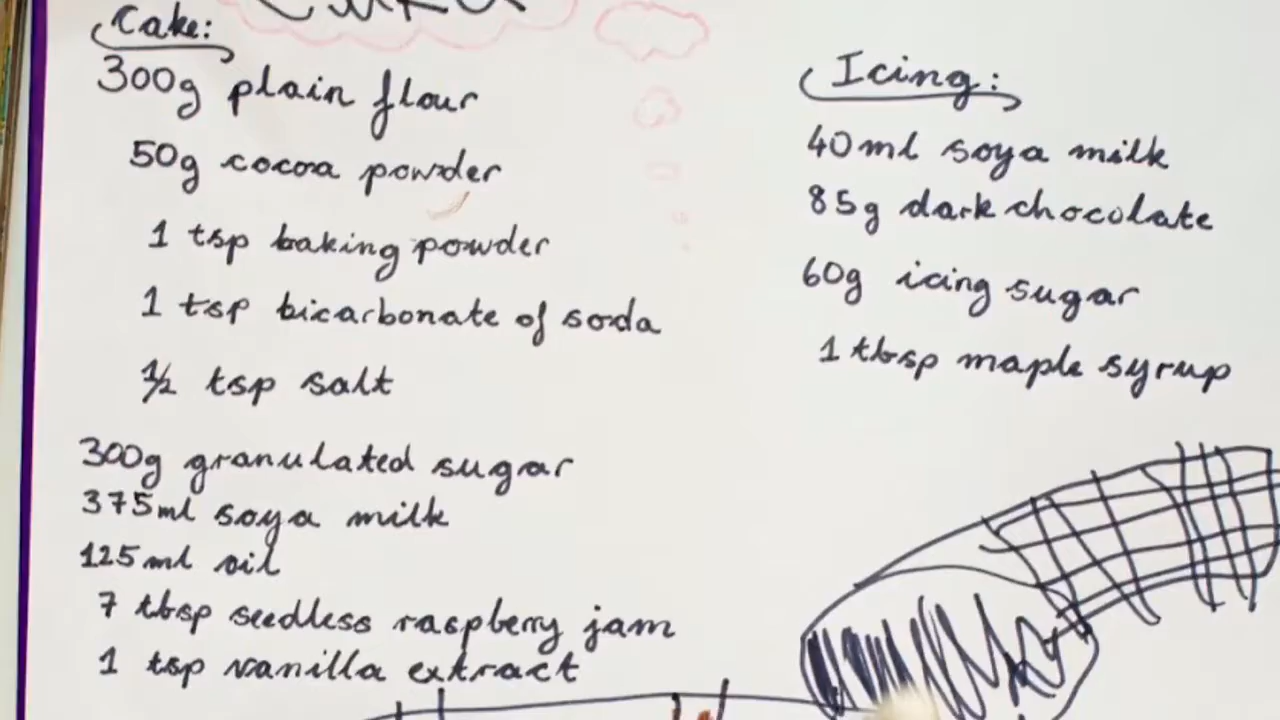 Cake:
300g plain flour
50g cocoa powder
1 tsp baking powder
1 tsp bicarbonate of soda
½ tsp salt
300g granulated sugar
375ml soya milk
125ml oil
7 tbsp seedless raspberry jam
1 tsp vanilla extract
Icing:
40ml soya milk
85g dark chocolate
60g icing sugar
1 tbsp maple syrup